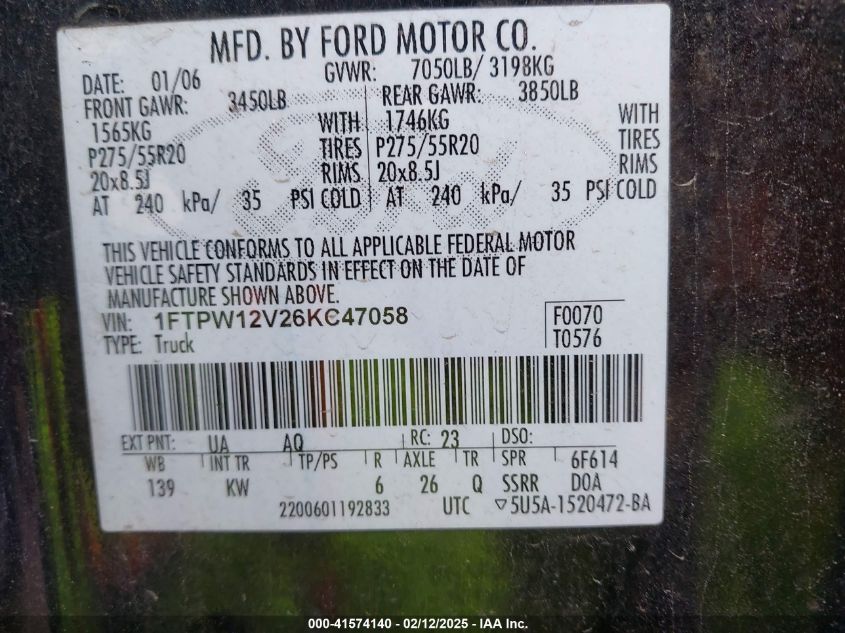 MFD. BY FORD MOTOR CO.
DATE: 01/06 GVWR: 7050LB/ 3198KG
FRONT GAWR: 3450LB REAR GAWR: 3850LB
1565KG WITH 1746KG WITH
P275/55R20 TIRES P275/55R20 TIRES
20x8.5J RIMS 20x8.5J RIMS
AT 240 kPa/ 35 PSI COLD AT 240 kPa/ 35 PSI COLD
THIS VEHICLE CONFORMS TO ALL APPLICABLE FEDERAL MOTOR
VEHICLE SAFETY STANDARDS IN EFFECT ON THE DATE OF
MANUFACTURE SHOWN ABOVE.
VIN: 1FTPW12V26KC47058 F0070
TYPE: Truck T0576
EXT PNT: UA AQ RC: 23 DSO:
WB INT TR TP/PS R AXLE TR SPR 6F614
139 KW 6 26 Q SSRR DOA
2200601192833 UTC ▽5U5A-1520472-BA
000-41574140 - 02/12/2025 - IAA Inc.